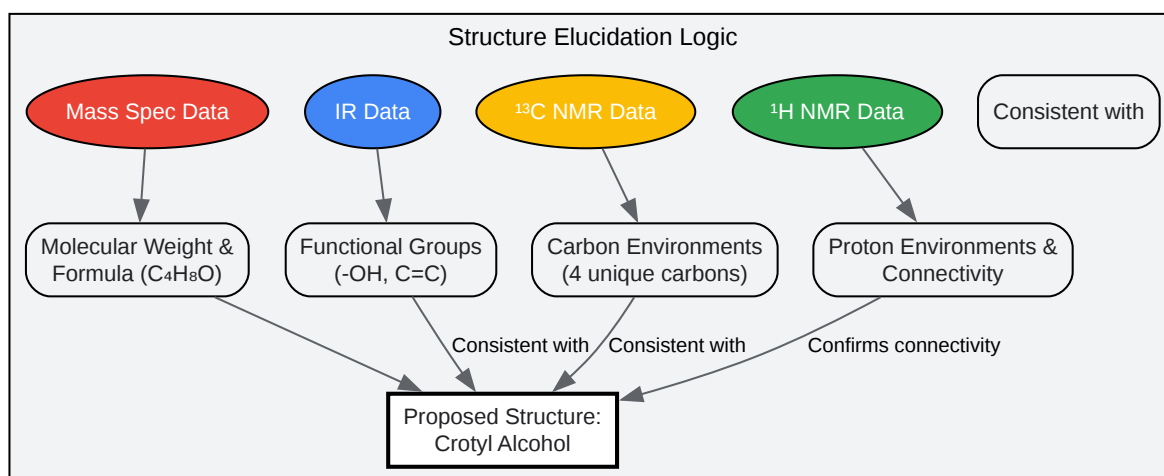 Structure Elucidation Logic
Mass Spec Data
IR Data
¹³C NMR Data
¹H NMR Data
Consistent with
Molecular Weight &
Formula (C₄H₈O)
Functional Groups
(-OH, C=C)
Carbon Environments
(4 unique carbons)
Proton Environments &
Connectivity
Consistent with
Consistent with
Confirms connectivity
Proposed Structure:
Crotyl Alcohol